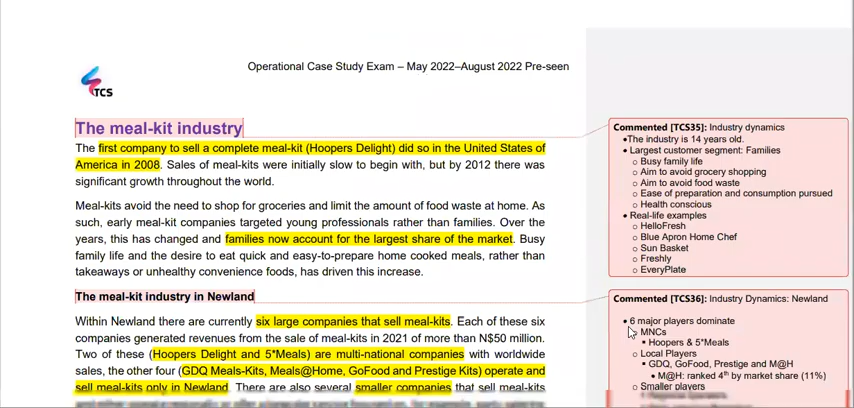 Operational Case Study Exam – May 2022–August 2022 Pre-seen
TCS
The meal-kit industry
The first company to sell a complete meal-kit (Hoopers Delight) did so in the United States of
America in 2008. Sales of meal-kits were initially slow to begin with, but by 2012 there was
significant growth throughout the world.
Meal-kits avoid the need to shop for groceries and limit the amount of food waste at home. As
such, early meal-kit companies targeted young professionals rather than families. Over the
years, this has changed and families now account for the largest share of the market. Busy
family life and the desire to eat quick and easy-to-prepare home cooked meals, rather than
takeaways or unhealthy convenience foods, has driven this increase.
The meal-kit industry in Newland
Within Newland there are currently six large companies that sell meal-kits. Each of these six
companies generated revenues from the sale of meal-kits in 2021 of more than N$50 million.
Two of these (Hoopers Delight and 5*Meals) are multi-national companies with worldwide
sales, the other four (GDQ Meals-Kits, Meals@Home, GoFood and Prestige Kits) operate and
sell meal-kits only in Newland. There are also several smaller companies that sell meal-kits
Commented [TCS35]: Industry dynamics
•The industry is 14 years old.
• Largest customer segment: Families
o Busy family life
o Aim to avoid grocery shopping
o Aim to avoid food waste
o Ease of preparation and consumption pursued
o Health conscious
• Real-life examples
o HelloFresh
o Blue Apron Home Chef
o Sun Basket
o Freshly
o EveryPlate
Commented [TCS36]: Industry Dynamics: Newland
• 6 major players dominate
o MNCs
▪ Hoopers & 5*Meals
o Local Players
▪ GDQ, GoFood, Prestige and M@H
• M@H: ranked 4th by market share (11%)
o Smaller players